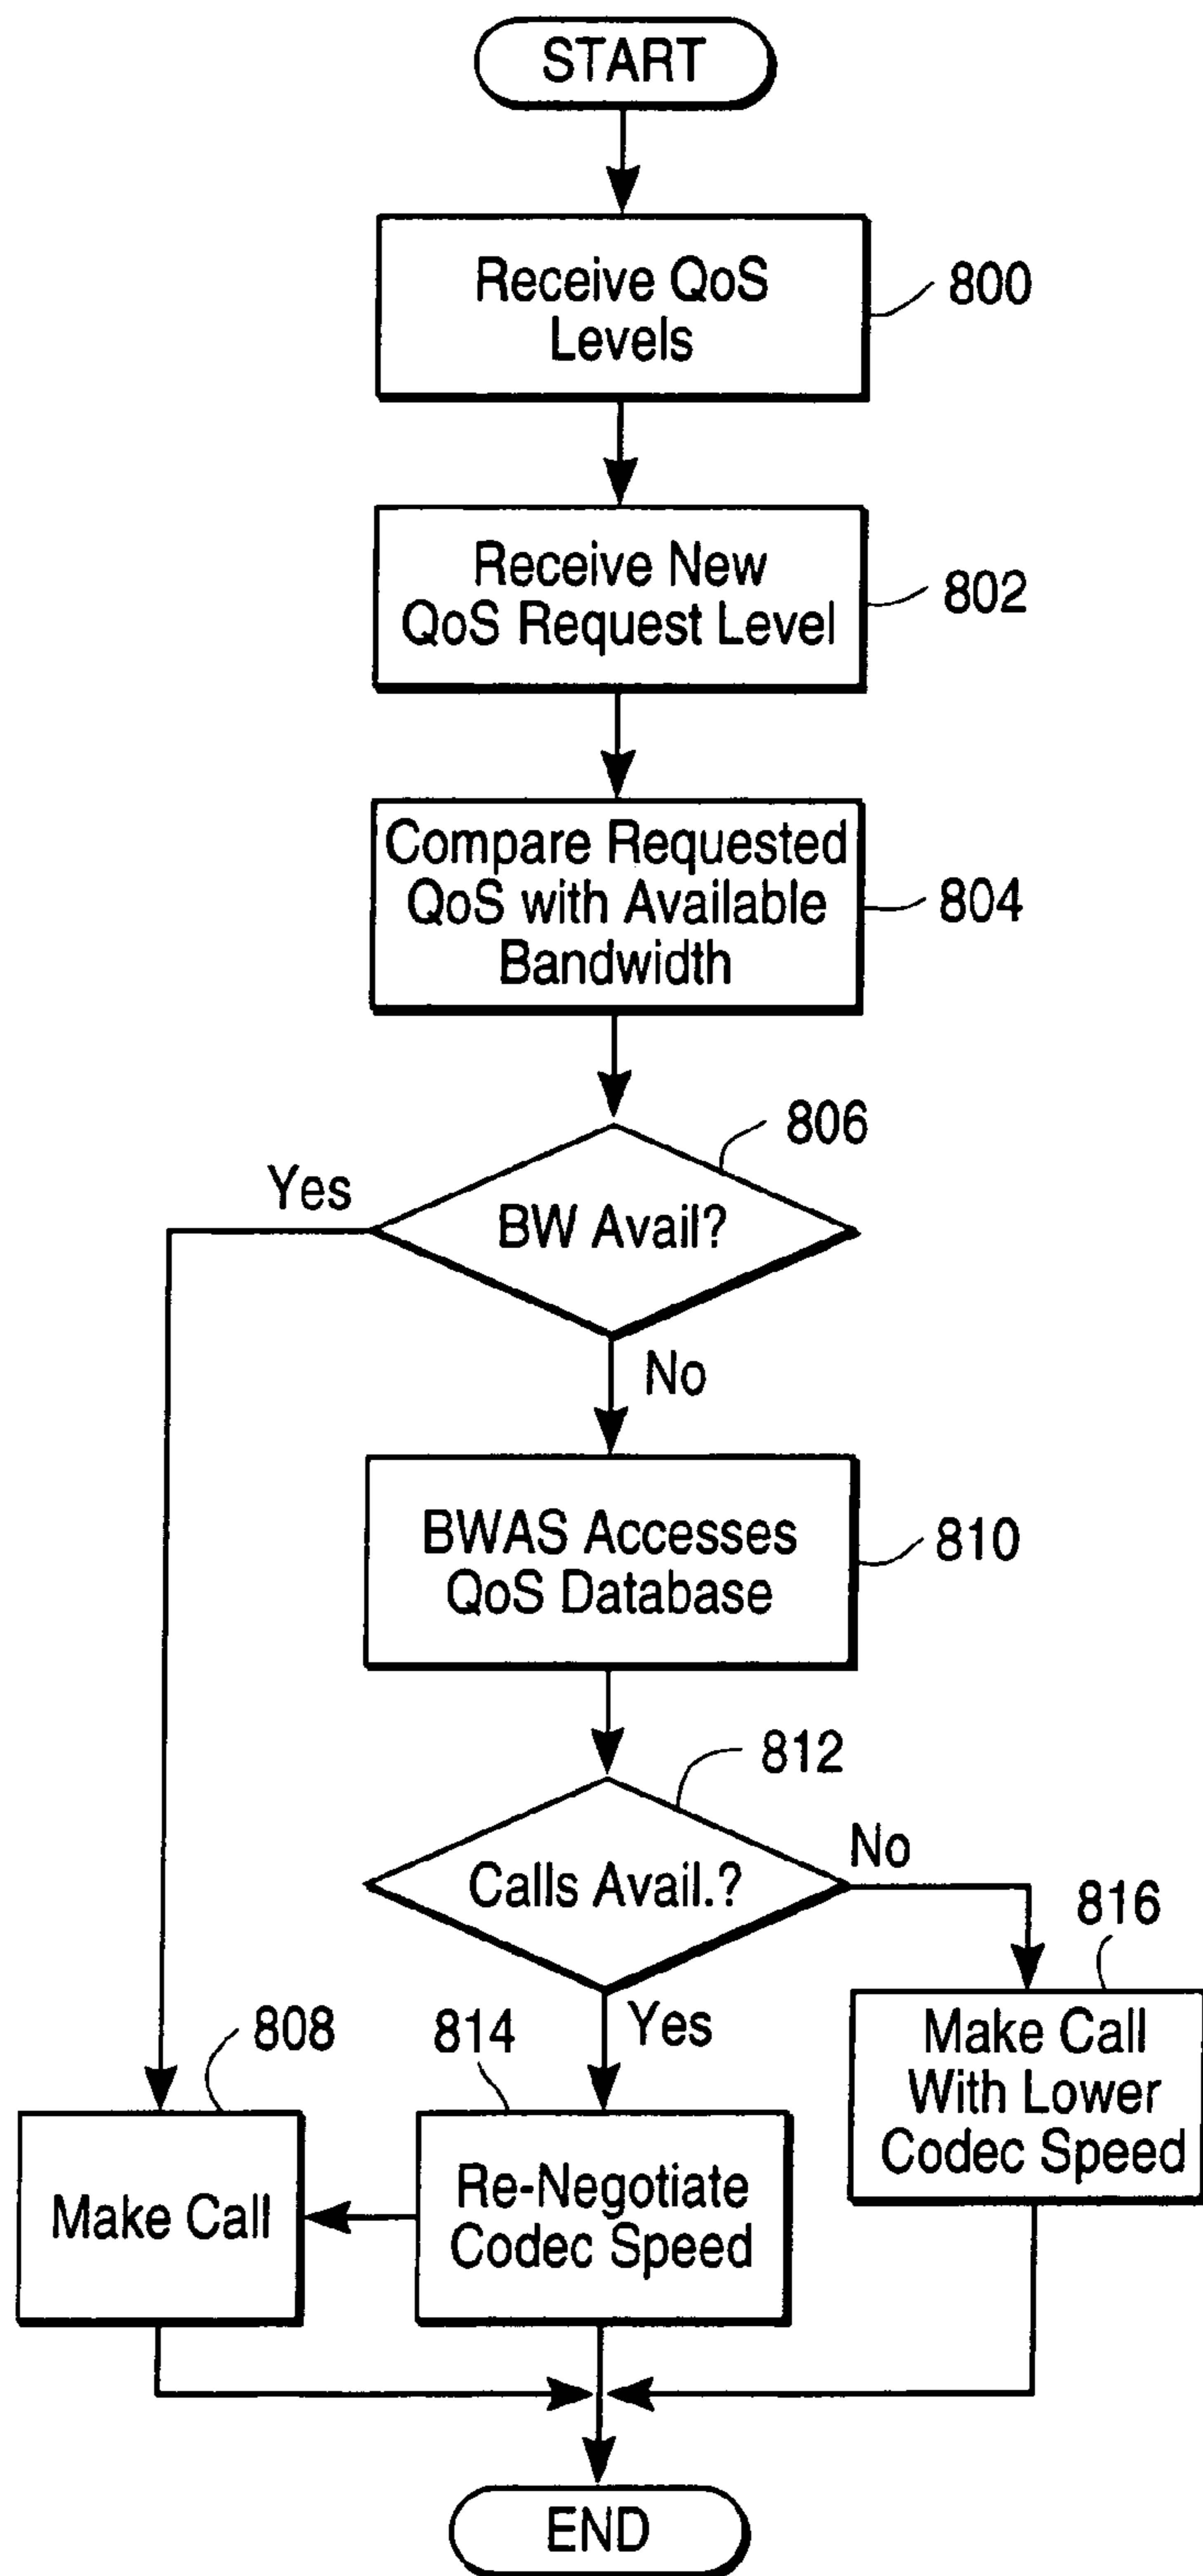 START
Receive QoS
Levels
800
Receive New
QoS Request Level
802
Compare Requested
QoS with Available
Bandwidth
804
806
Yes
BW Avail?
No
BWAS Accesses
QoS Database
810
812
Calls Avail.?
No
816
Make Call
With Lower
Codec Speed
Yes
814
Re-Negotiate
Codec Speed
808
Make Call
END